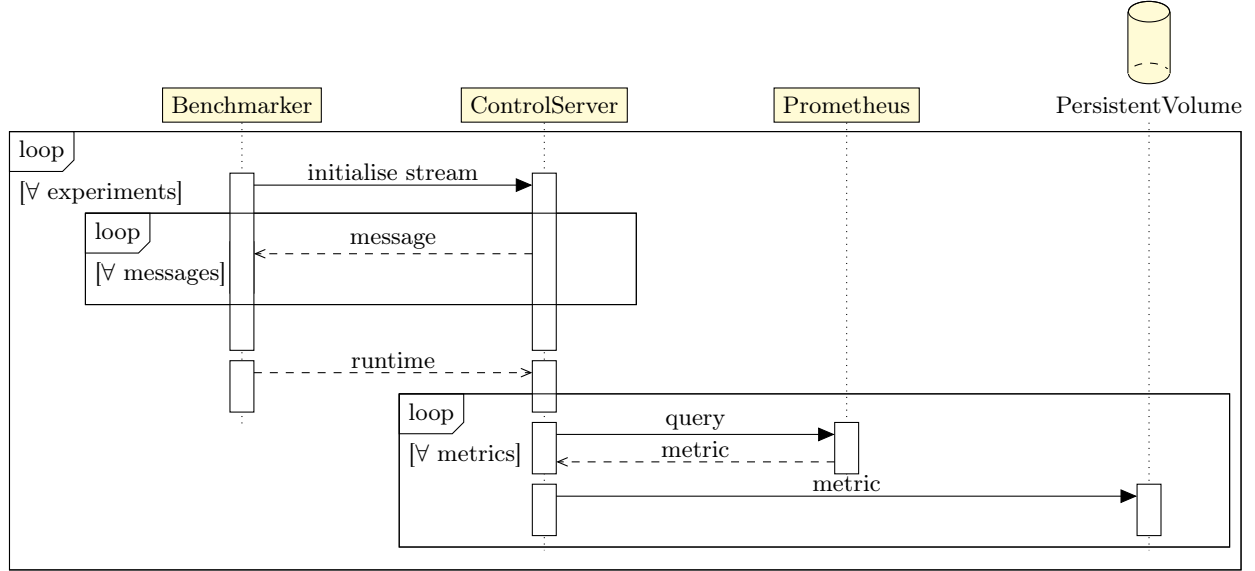 Benchmarker
ControlServer
Prometheus
PersistentVolume
loop
initialise stream
[∀ experiments]
loop
message
[∀ messages]
runtime
loop
query
[∀ metrics]
metric
metric